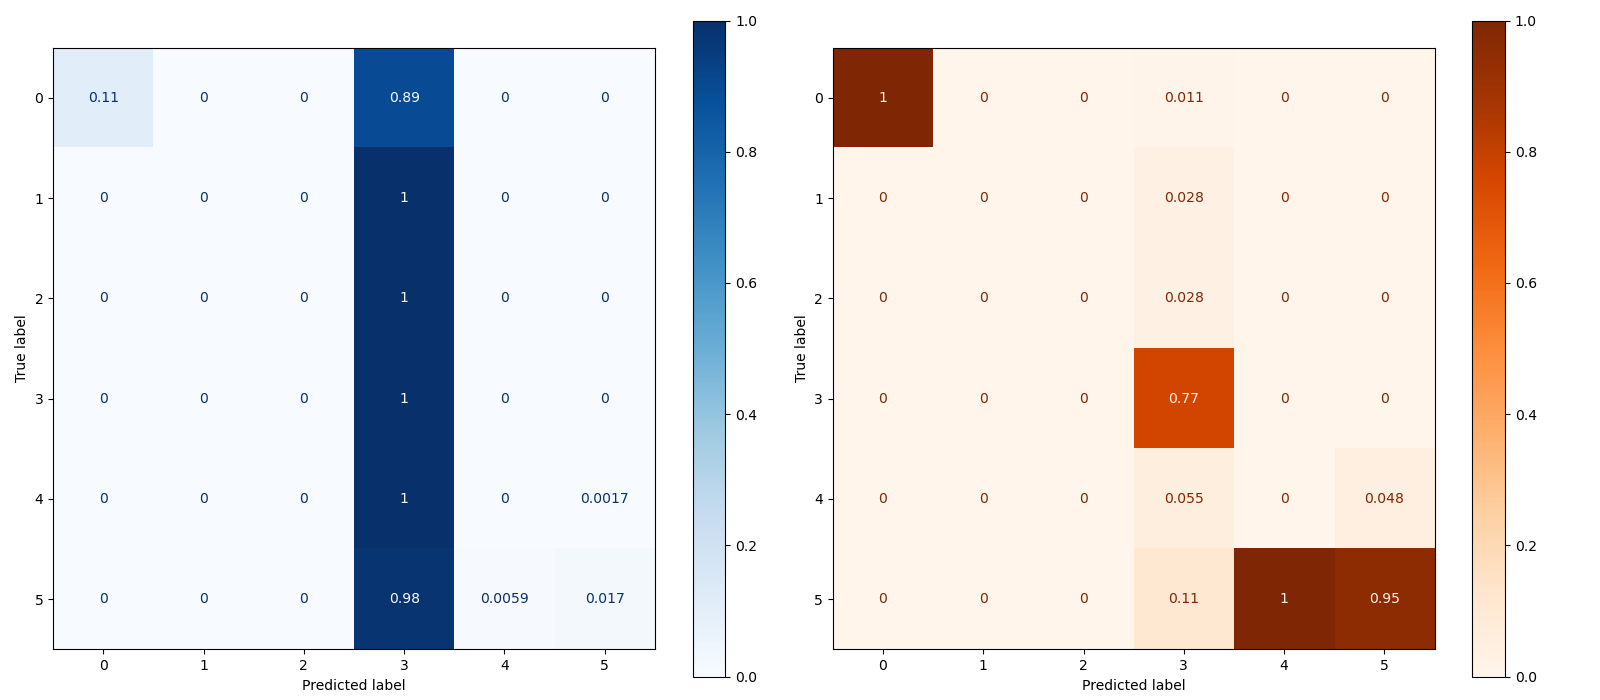 0 0.11 0 0 0.89 0 0
1 0 0 0 1 0 0
2 0 0 0 1 0 0
3 0 0 0 1 0 0
4 0 0 0 1 0 0.0017
5 0 0 0 0.98 0.0059 0.017
0 1 2 3 4 5
Predicted label
True label
1.0
0.8
0.6
0.4
0.2
0.0
0 1 0 0 0.011 0 0
1 0 0 0 0.028 0 0
2 0 0 0 0.028 0 0
3 0 0 0 0.77 0 0
4 0 0 0 0.055 0 0.048
5 0 0 0 0.11 1 0.95
0 1 2 3 4 5
Predicted label
True label
1.0
0.8
0.6
0.4
0.2
0.0